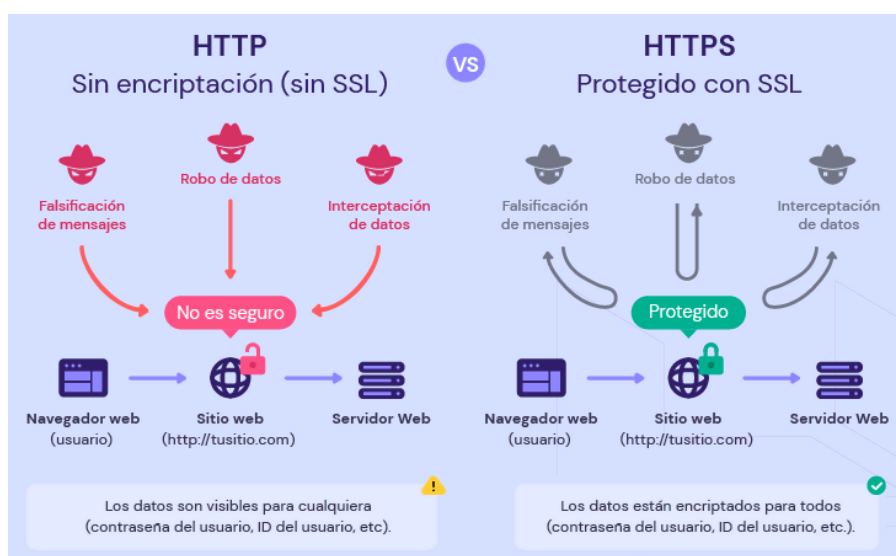 HTTP
Sin encriptación (sin SSL)
VS
HTTPS
Protegido con SSL
Falsificación
de mensajes
Robo de datos
Interceptación
de datos
No es seguro
Navegador web
(usuario)
Sitio web
(http://tusitio.com)
Servidor Web
Los datos son visibles para cualquiera
(contraseña del usuario, ID del usuario, etc).
Falsificación
de mensajes
Robo de datos
Interceptación
de datos
Protegido
Navegador web
(usuario)
Sitio web
(http://tusitio.com)
Servidor Web
Los datos están encriptados para todos
(contraseña del usuario, ID del usuario, etc.).